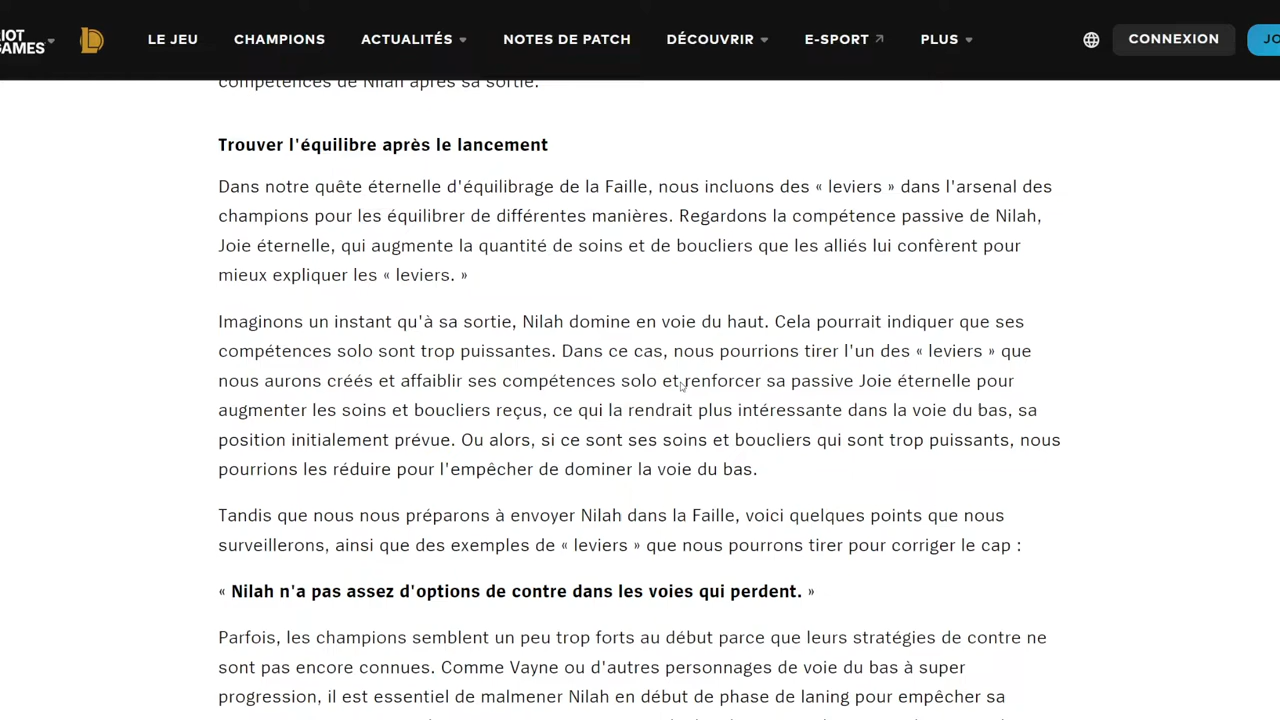 RIOT
GAMES
LE JEU
CHAMPIONS
ACTUALITÉS
NOTES DE PATCH
DÉCOUVRIR
E-SPORT
PLUS
CONNEXION
JO
compétences de Nilah après sa sortie.
Trouver l'équilibre après le lancement
Dans notre quête éternelle d'équilibrage de la Faille, nous incluons des « leviers » dans l'arsenal des
champions pour les équilibrer de différentes manières. Regardons la compétence passive de Nilah,
Joie éternelle, qui augmente la quantité de soins et de boucliers que les alliés lui confèrent pour
mieux expliquer les « leviers. »
Imaginons un instant qu'à sa sortie, Nilah domine en voie du haut. Cela pourrait indiquer que ses
compétences solo sont trop puissantes. Dans ce cas, nous pourrions tirer l'un des « leviers » que
nous aurons créés et affaiblir ses compétences solo et renforcer sa passive Joie éternelle pour
augmenter les soins et boucliers reçus, ce qui la rendrait plus intéressante dans la voie du bas, sa
position initialement prévue. Ou alors, si ce sont ses soins et boucliers qui sont trop puissants, nous
pourrions les réduire pour l'empêcher de dominer la voie du bas.
Tandis que nous nous préparons à envoyer Nilah dans la Faille, voici quelques points que nous
surveillerons, ainsi que des exemples de « leviers » que nous pourrons tirer pour corriger le cap :
« Nilah n'a pas assez d'options de contre dans les voies qui perdent. »
Parfois, les champions semblent un peu trop forts au début parce que leurs stratégies de contre ne
sont pas encore connues. Comme Vayne ou d'autres personnages de voie du bas à super
progression, il est essentiel de malmener Nilah en début de phase de laning pour empêcher sa